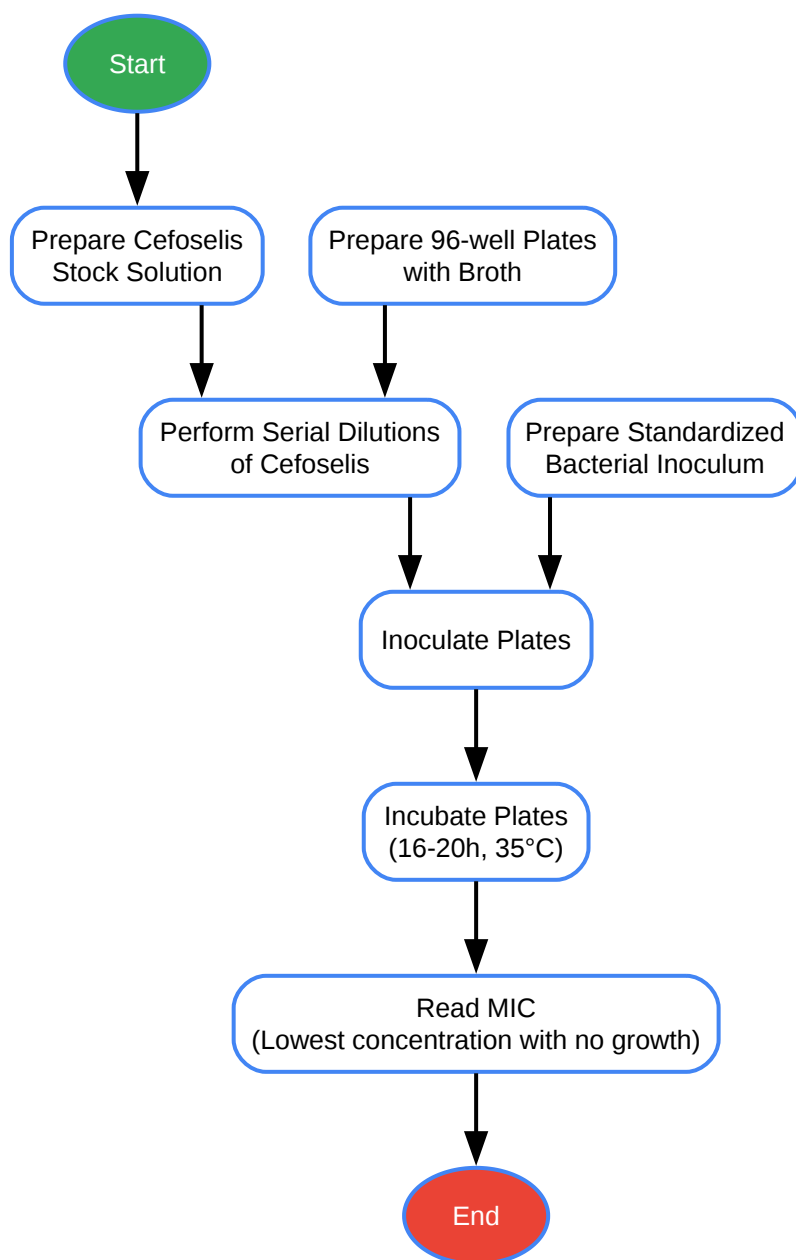 Start
Prepare Cefoselis
Stock Solution
Prepare 96-well Plates
with Broth
Perform Serial Dilutions
of Cefoselis
Prepare Standardized
Bacterial Inoculum
Inoculate Plates
Incubate Plates
(16-20h, 35°C)
Read MIC
(Lowest concentration with no growth)
End